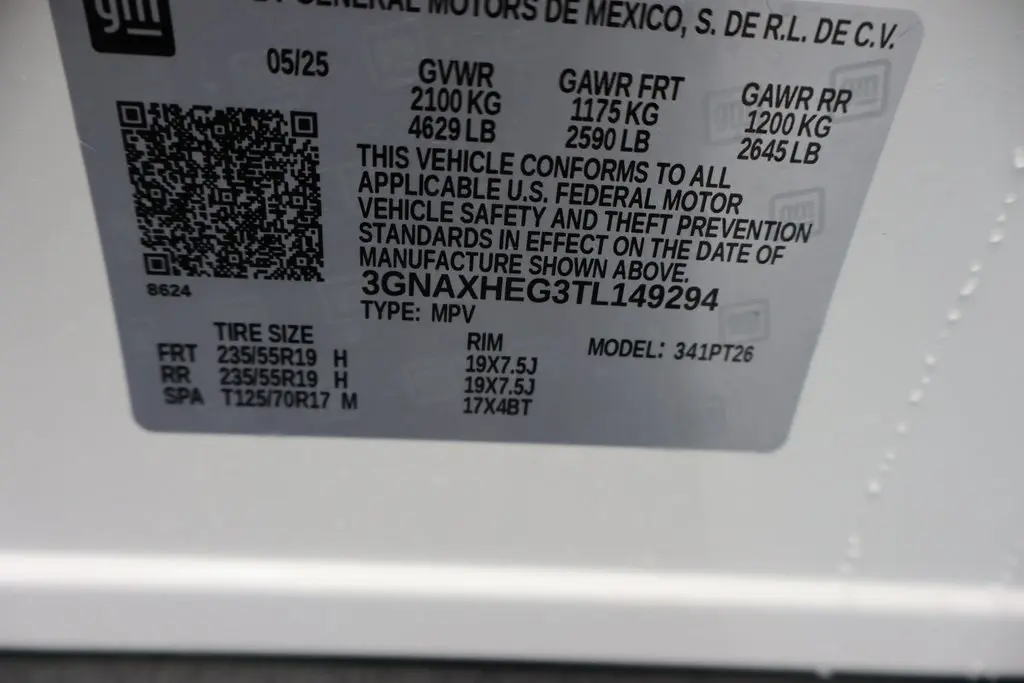 gm
GENERAL MOTORS DE MEXICO, S. DE R.L. DE C.V.
05/25
GVWR
2100 KG
4629 LB
GAWR FRT
1175 KG
2590 LB
GAWR RR
1200 KG
2645 LB
THIS VEHICLE CONFORMS TO ALL
APPLICABLE U.S. FEDERAL MOTOR
VEHICLE SAFETY AND THEFT PREVENTION
STANDARDS IN EFFECT ON THE DATE OF
MANUFACTURE SHOWN ABOVE.
3GNAXHEG3TL149294
8624
TYPE: MPV
MODEL: 341PT26
TIRE SIZE RIM
FRT 235/55R19 H 19X7.5J
RR 235/55R19 H 19X7.5J
SPA T125/70R17 M 17X4BT